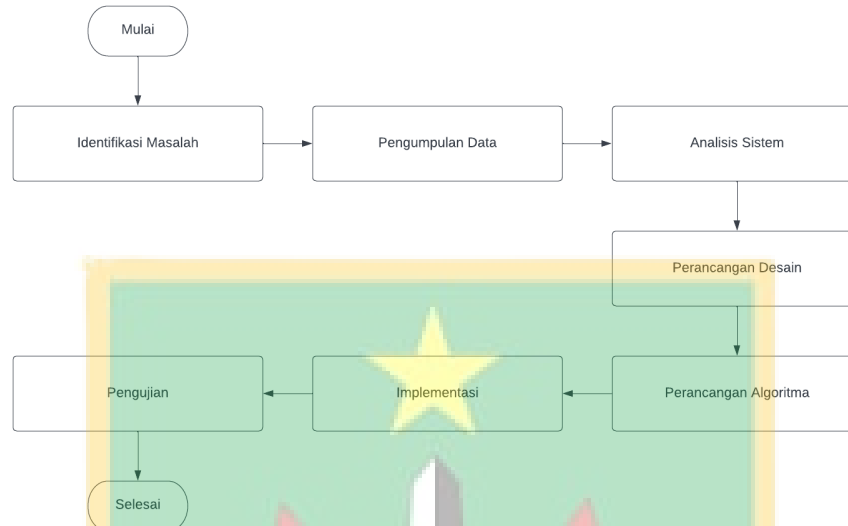 Mulai
Identifikasi Masalah
Pengumpulan Data
Analisis Sistem
Perancangan Desain
Perancangan Algoritma
Implementasi
Pengujian
Selesai